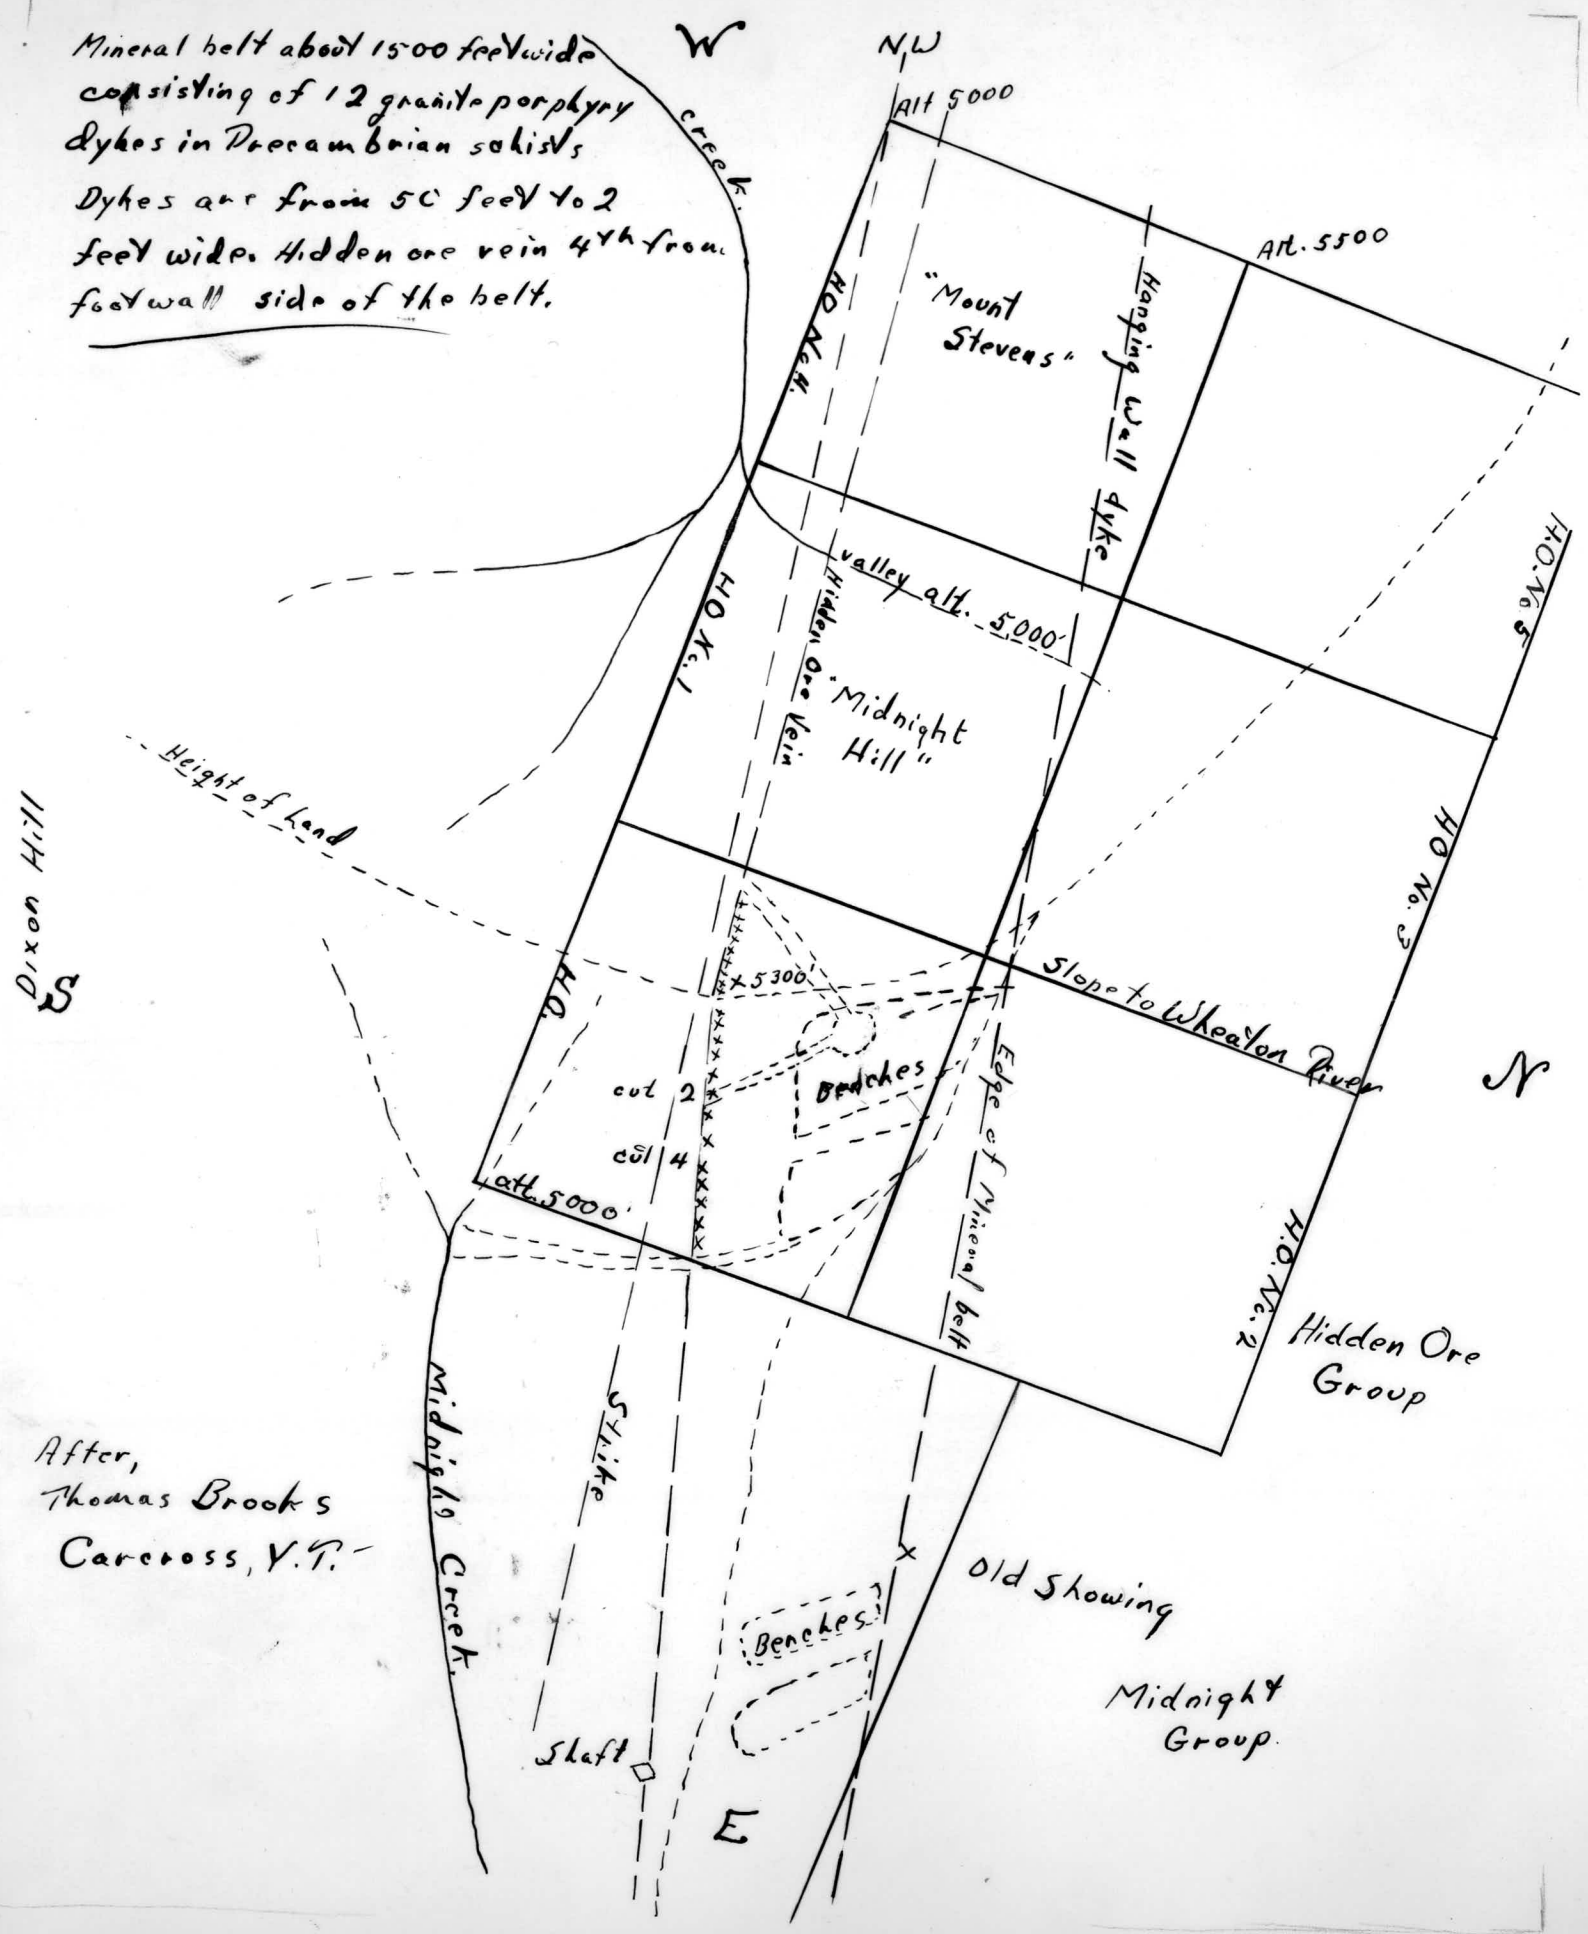 Mineral belt about 1500 feet wide
consisting of 12 granite porphyry
dykes in Precambrian schists
Dykes are from 50 feet to 2
feet wide. Hidden ore vein 4th from
footwall side of the belt.
W
N,W
creek.
Alt 5000
Alt. 5500
"Mount
Stevens"
HO No 4.
Hanging Wall dyke
H.O. No. 5
valley alt. 5,000'
HO No. 1
Hidden Ore Vein
"Midnight
Hill"
Height of Land
Dixon Hill
S
HO No. 3
H.O.
x 5300'
Slope to Wheaton River
N
cut 2
Benches
cut 4
Edge of Mineral belt
alt. 5000'
H.O. No. 2
Hidden Ore
Group
Midnight Creek.
Strike
After,
Thomas Brooks
Carcross, Y.T.-
x
Old Showing
Benches
Midnight
Group.
Shaft
E